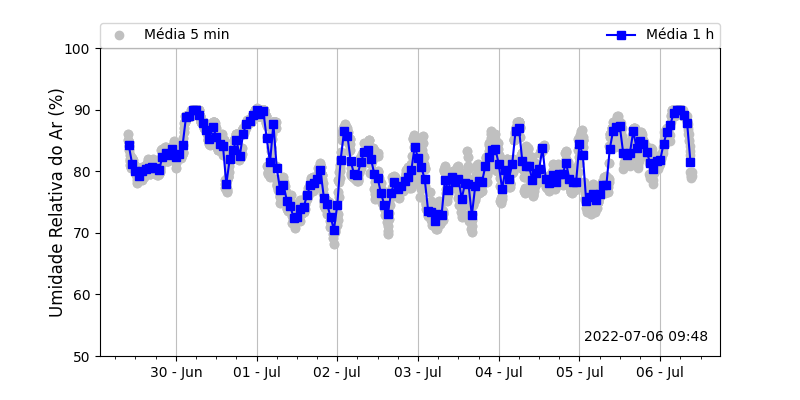 Média 5 min
Média 1 h
100
90
80
70
60
50
Umidade Relativa do Ar (%)
2022-07-06 09:48
30 - Jun
01 - Jul
02 - Jul
03 - Jul
04 - Jul
05 - Jul
06 - Jul